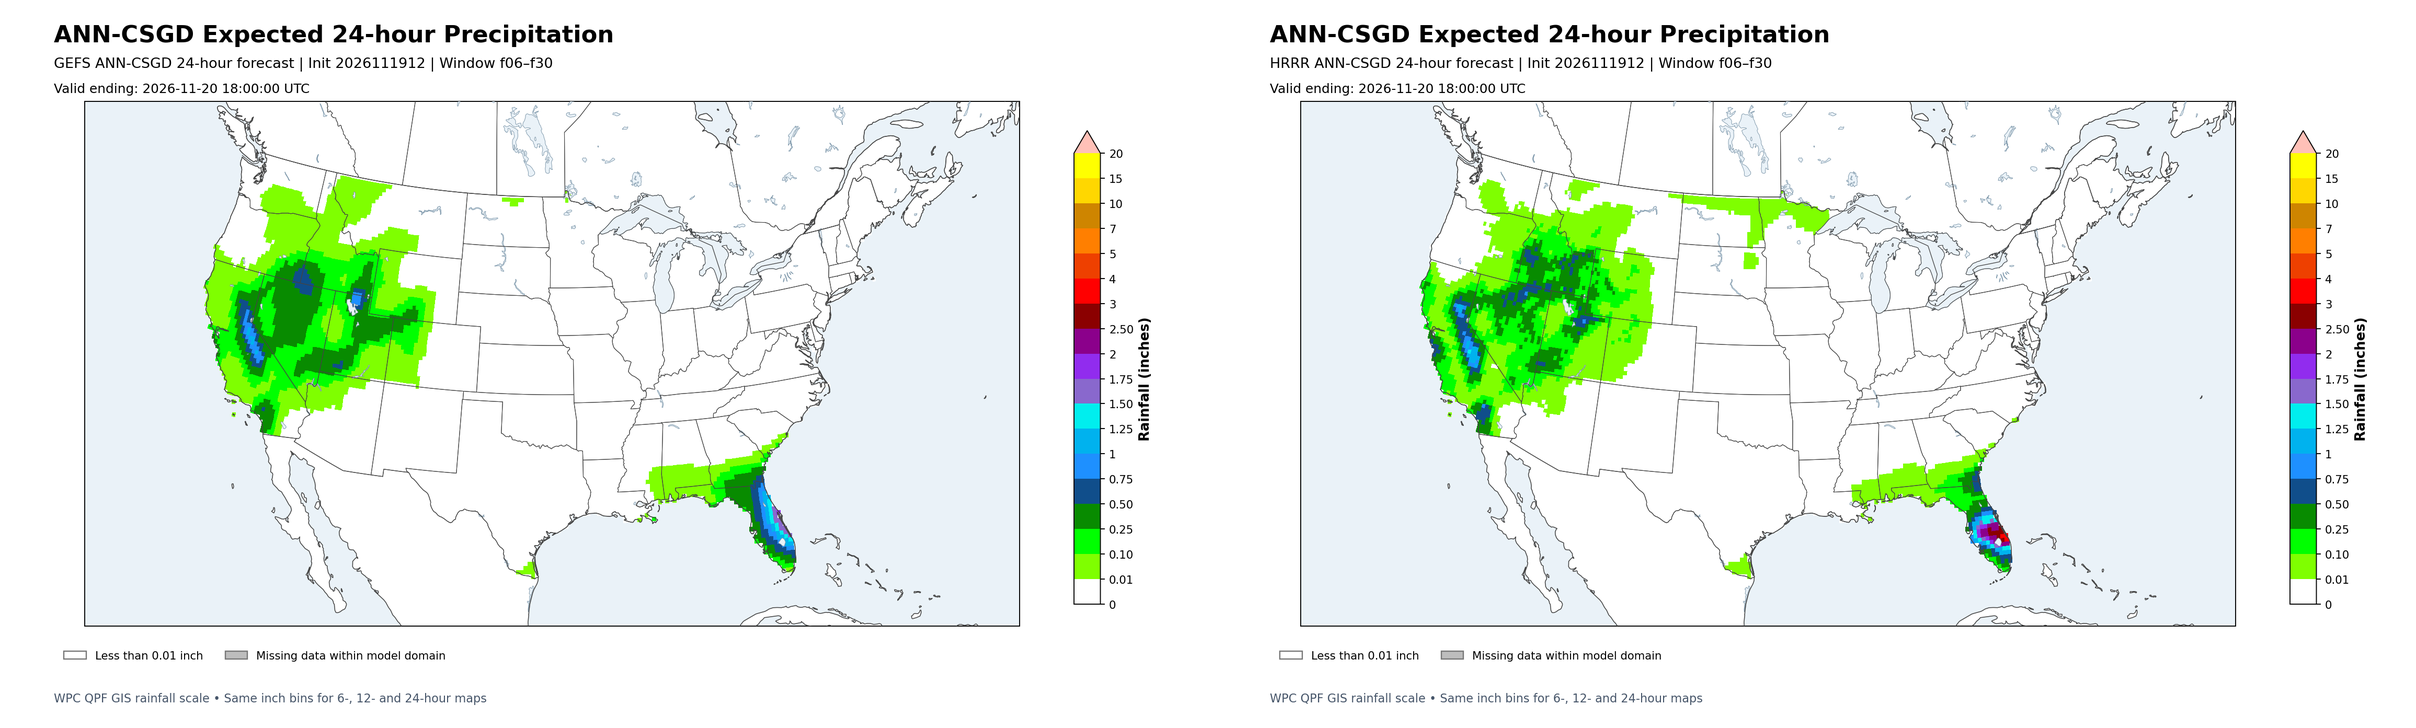 ANN-CSGD Expected 24-hour Precipitation
GEFS ANN-CSGD 24-hour forecast | Init 2026111912 | Window f06–f30
Valid ending: 2026-11-20 18:00:00 UTC
20
15
10
7
5
4
3
2.50
2
1.75
1.50
1.25
1
0.75
0.50
0.25
0.10
0.01
0
Rainfall (inches)
Less than 0.01 inch
Missing data within model domain
WPC QPF GIS rainfall scale • Same inch bins for 6-, 12- and 24-hour maps
ANN-CSGD Expected 24-hour Precipitation
HRRR ANN-CSGD 24-hour forecast | Init 2026111912 | Window f06–f30
Valid ending: 2026-11-20 18:00:00 UTC
20
15
10
7
5
4
3
2.50
2
1.75
1.50
1.25
1
0.75
0.50
0.25
0.10
0.01
0
Rainfall (inches)
Less than 0.01 inch
Missing data within model domain
WPC QPF GIS rainfall scale • Same inch bins for 6-, 12- and 24-hour maps